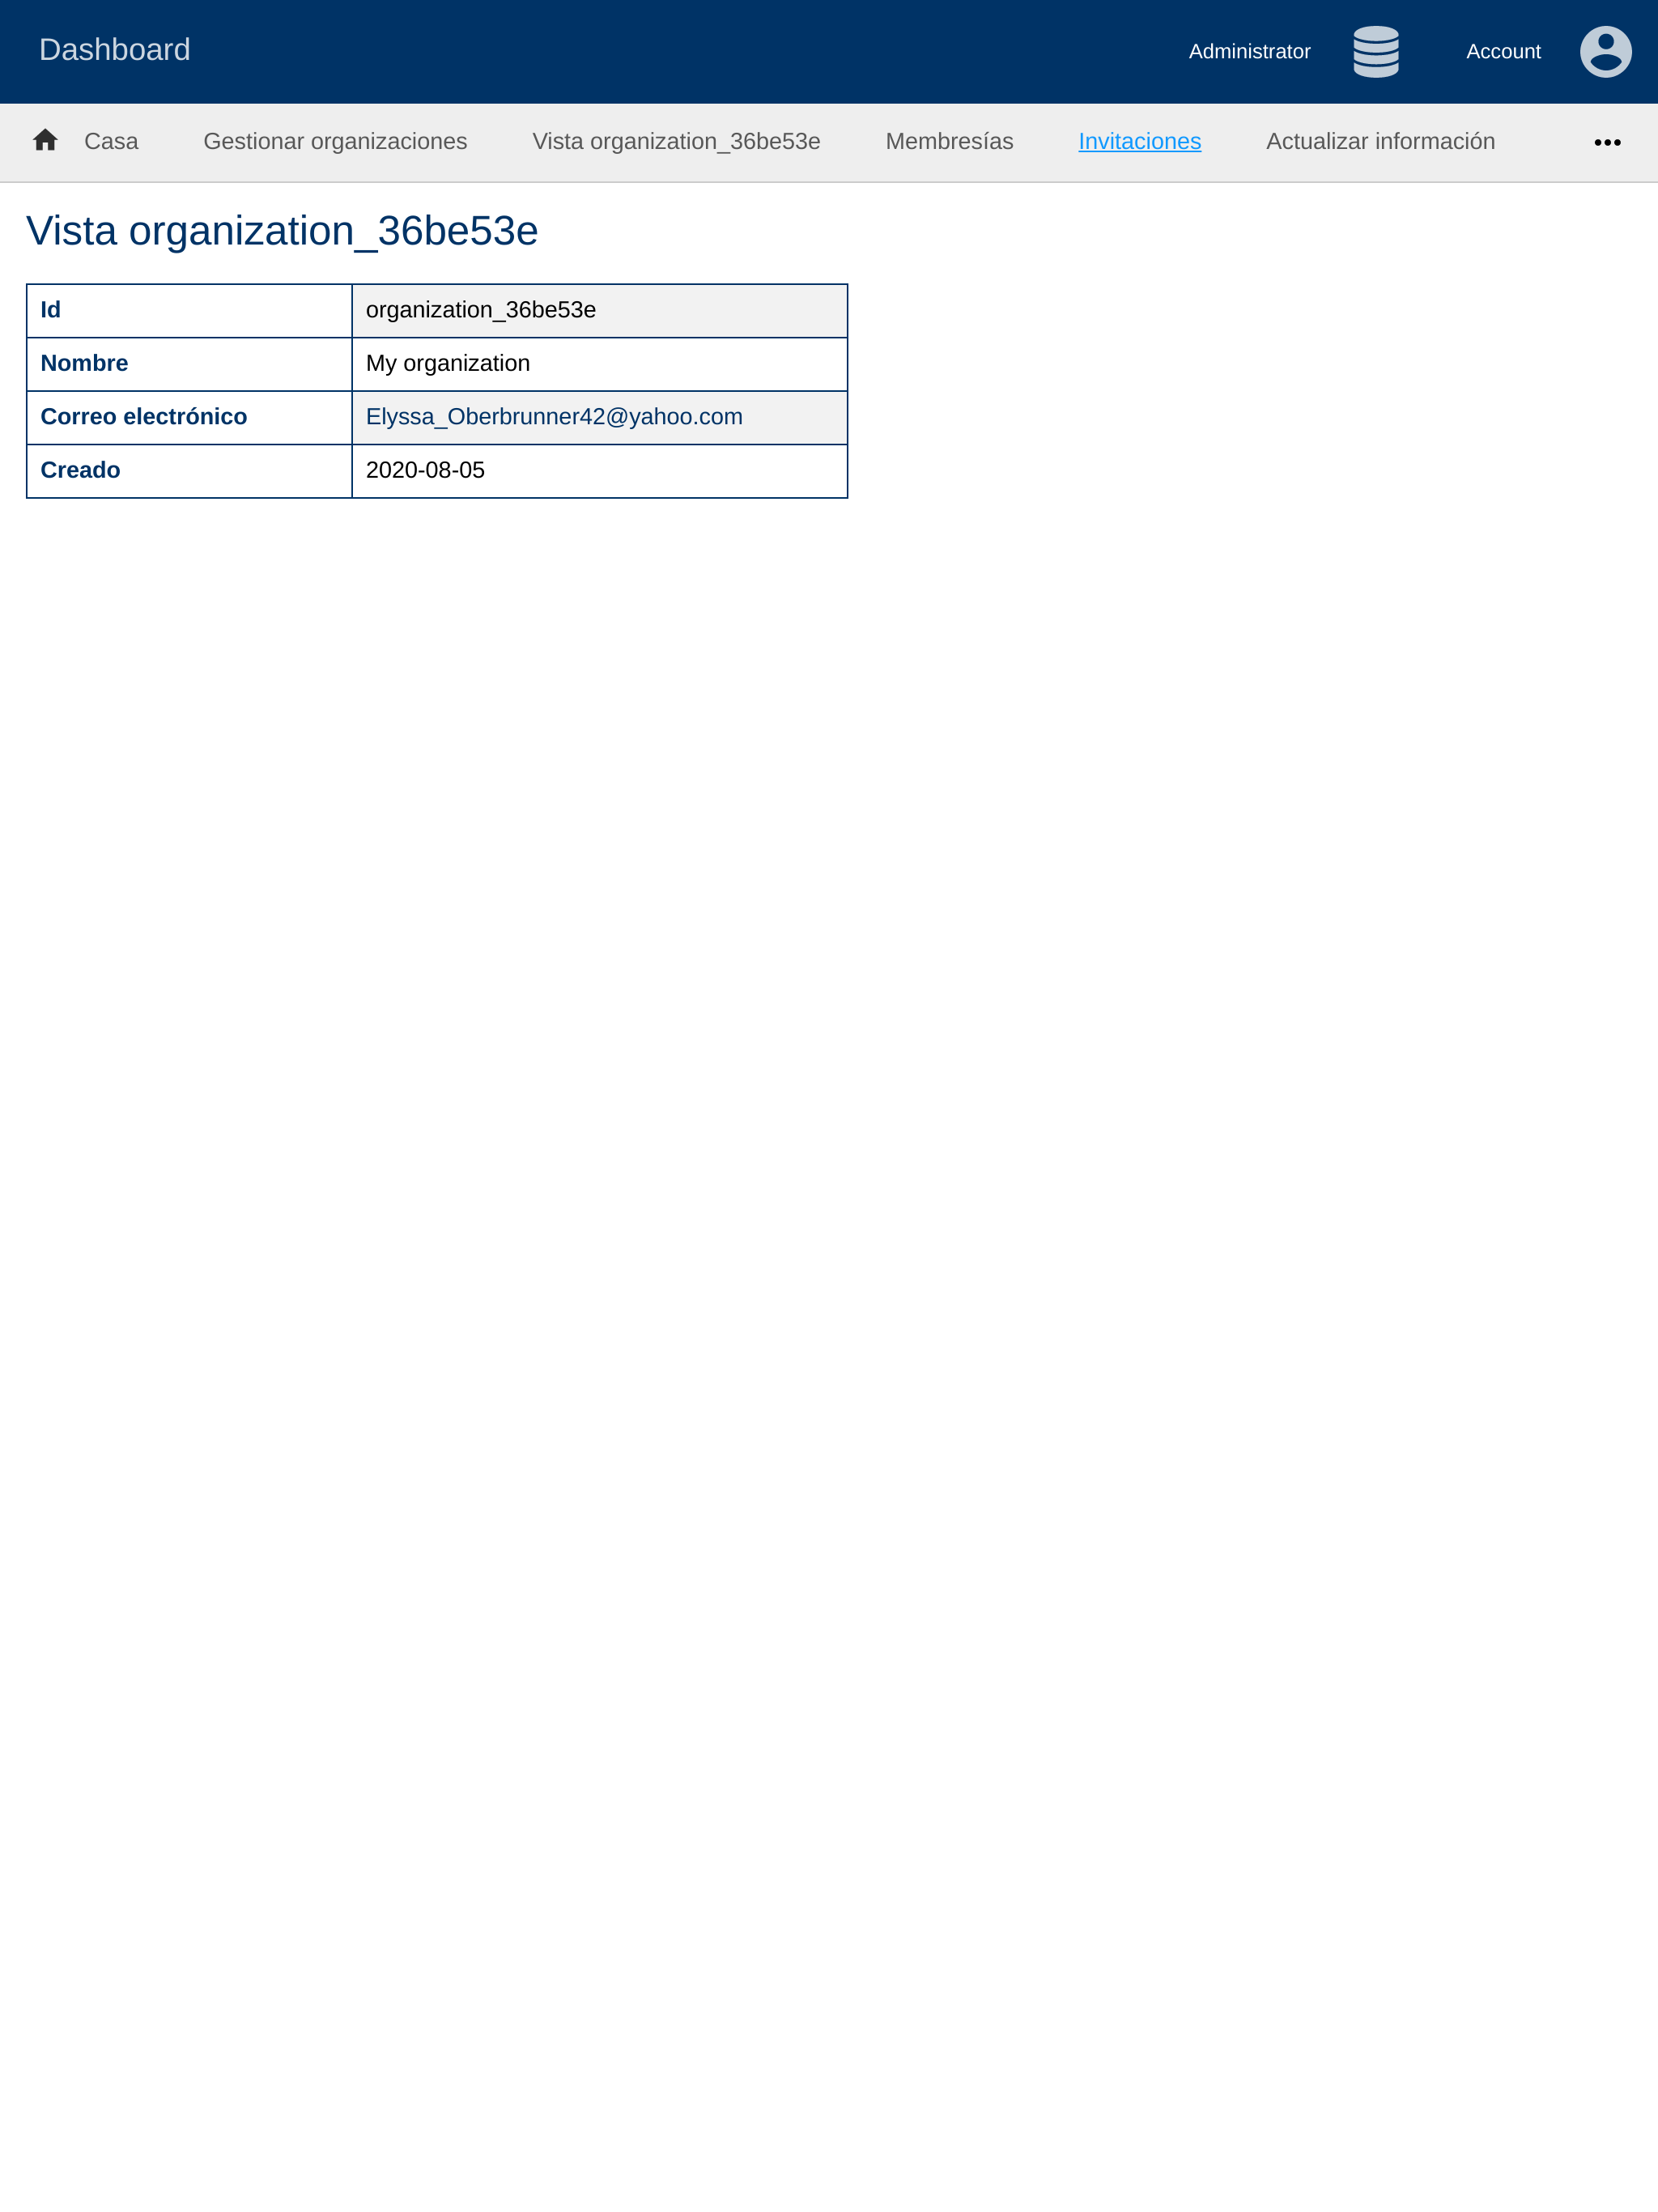 Dashboard Administrator Account
Casa Gestionar organizaciones Vista organization_36be53e Membresías Invitaciones Actualizar información
Vista organization_36be53e
Id organization_36be53e
Nombre My organization
Correo electrónico Elyssa_Oberbrunner42@yahoo.com
Creado 2020-08-05